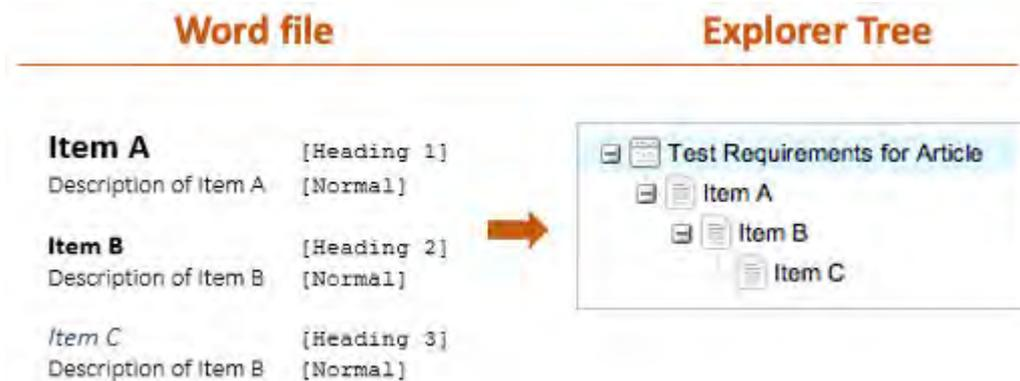 Word file
Explorer Tree
Item A [Heading 1]
Description of Item A [Normal]
Item B [Heading 2]
Description of Item B [Normal]
Item C [Heading 3]
Description of Item B [Normal]
Test Requirements for Article
Item A
Item B
Item C